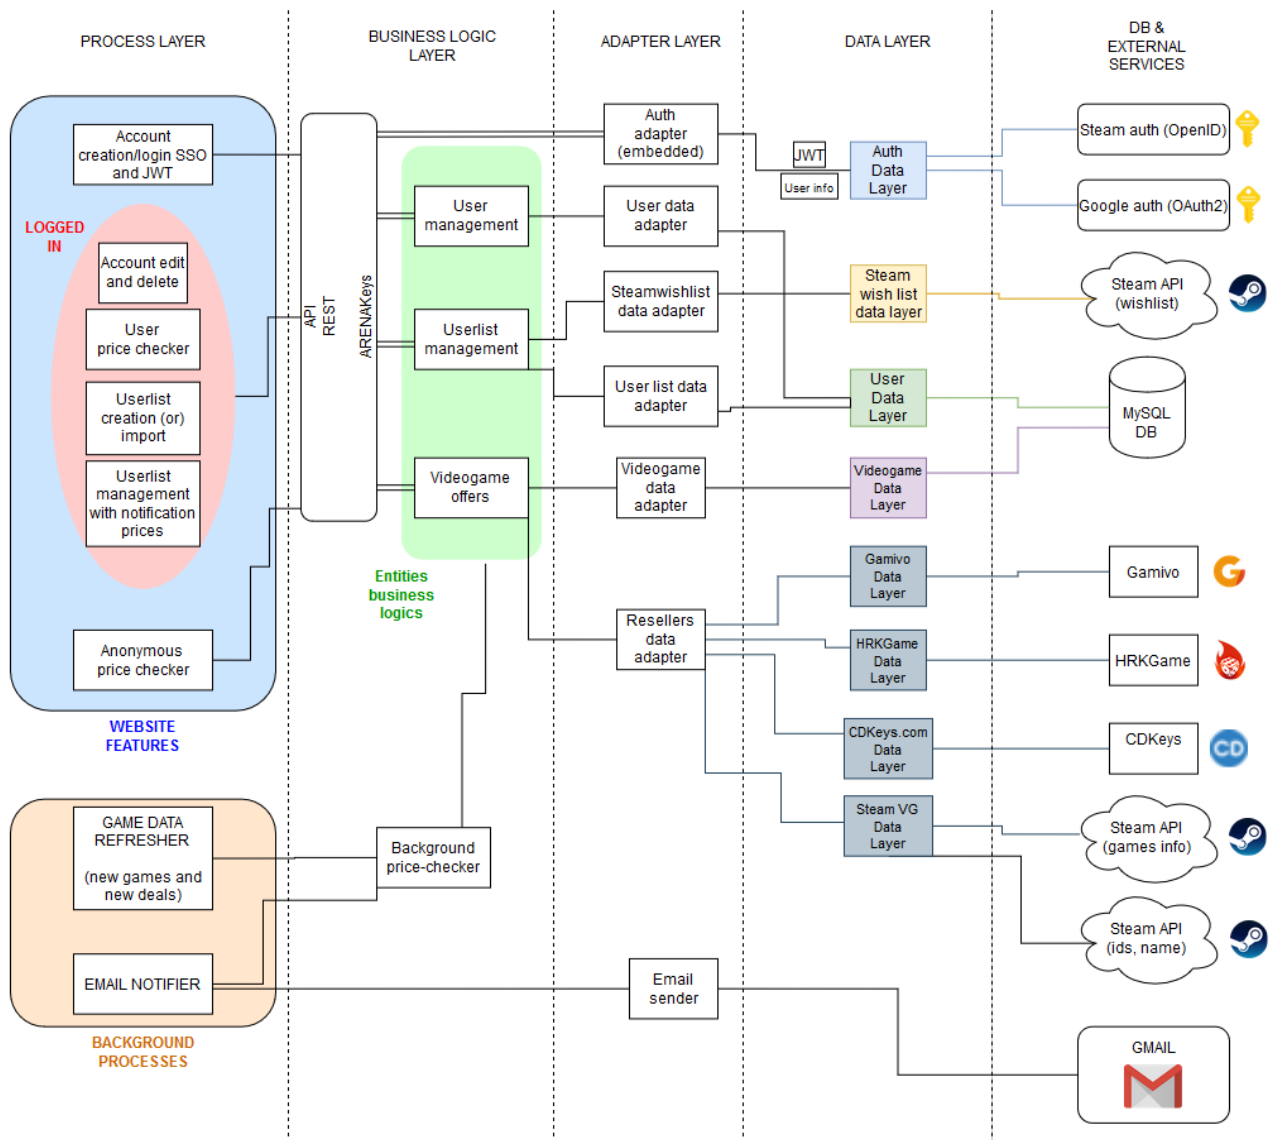 PROCESS LAYER
BUSINESS LOGIC
LAYER
ADAPTER LAYER
DATA LAYER
DB &
EXTERNAL
SERVICES
Account
creation/login SSO
and JWT
LOGGED
IN
Account edit
and delete
User
price checker
Userlist
creation (or)
import
Userlist
management
with notification
prices
Anonymous
price checker
WEBSITE
FEATURES
GAME DATA
REFRESHER
(new games and
new deals)
EMAIL NOTIFIER
BACKGROUND
PROCESSES
API
REST
ARENAKeys
User
management
Userlist
management
Videogame
offers
Entities
business
logics
Background
price-checker
Auth
adapter
(embedded)
User data
adapter
Steamwishlist
data adapter
User list data
adapter
Videogame
data
adapter
Resellers
data
adapter
Email
sender
JWT
User info
Auth
Data
Layer
Steam
wish list
data layer
User
Data
Layer
Videogame
Data
Layer
Gamivo
Data
Layer
HRKGame
Data
Layer
CDKeys.com
Data
Layer
Steam VG
Data
Layer
Steam auth (OpenID)
Google auth (OAuth2)
Steam API
(wishlist)
MySQL
DB
Gamivo
HRKGame
CDKeys
CD
Steam API
(games info)
Steam API
(ids, name)
GMAIL